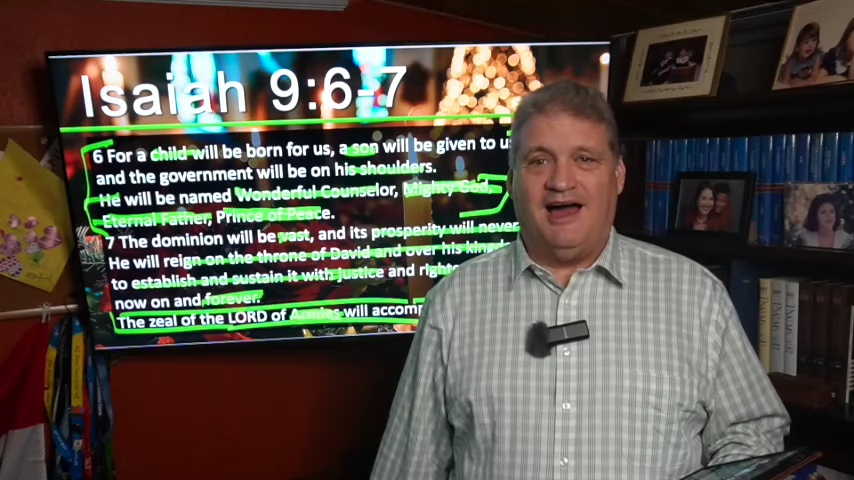 Isaiah 9:6-7
6 For a child will be born for us, a son will be given to us
and the government will be on his shoulders.
He will be named Wonderful Counselor, Mighty God,
Eternal Father, Prince of Peace.
7 The dominion will be vast, and its prosperity will never
He will reign on the throne of David and over his
to establish and sustain it with justice and
now on and forever.
The zeal of the LORD of Armies will